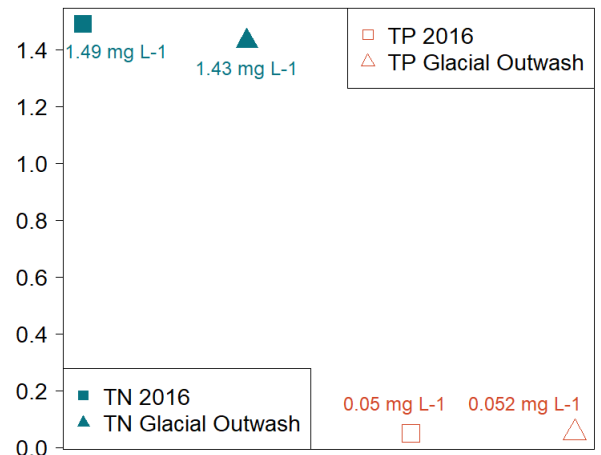 1.4
1.2
1.0
0.8
0.6
0.4
0.2
0.0
1.49 mg L-1
1.43 mg L-1
TP 2016
TP Glacial Outwash
TN 2016
TN Glacial Outwash
0.05 mg L-1
0.052 mg L-1